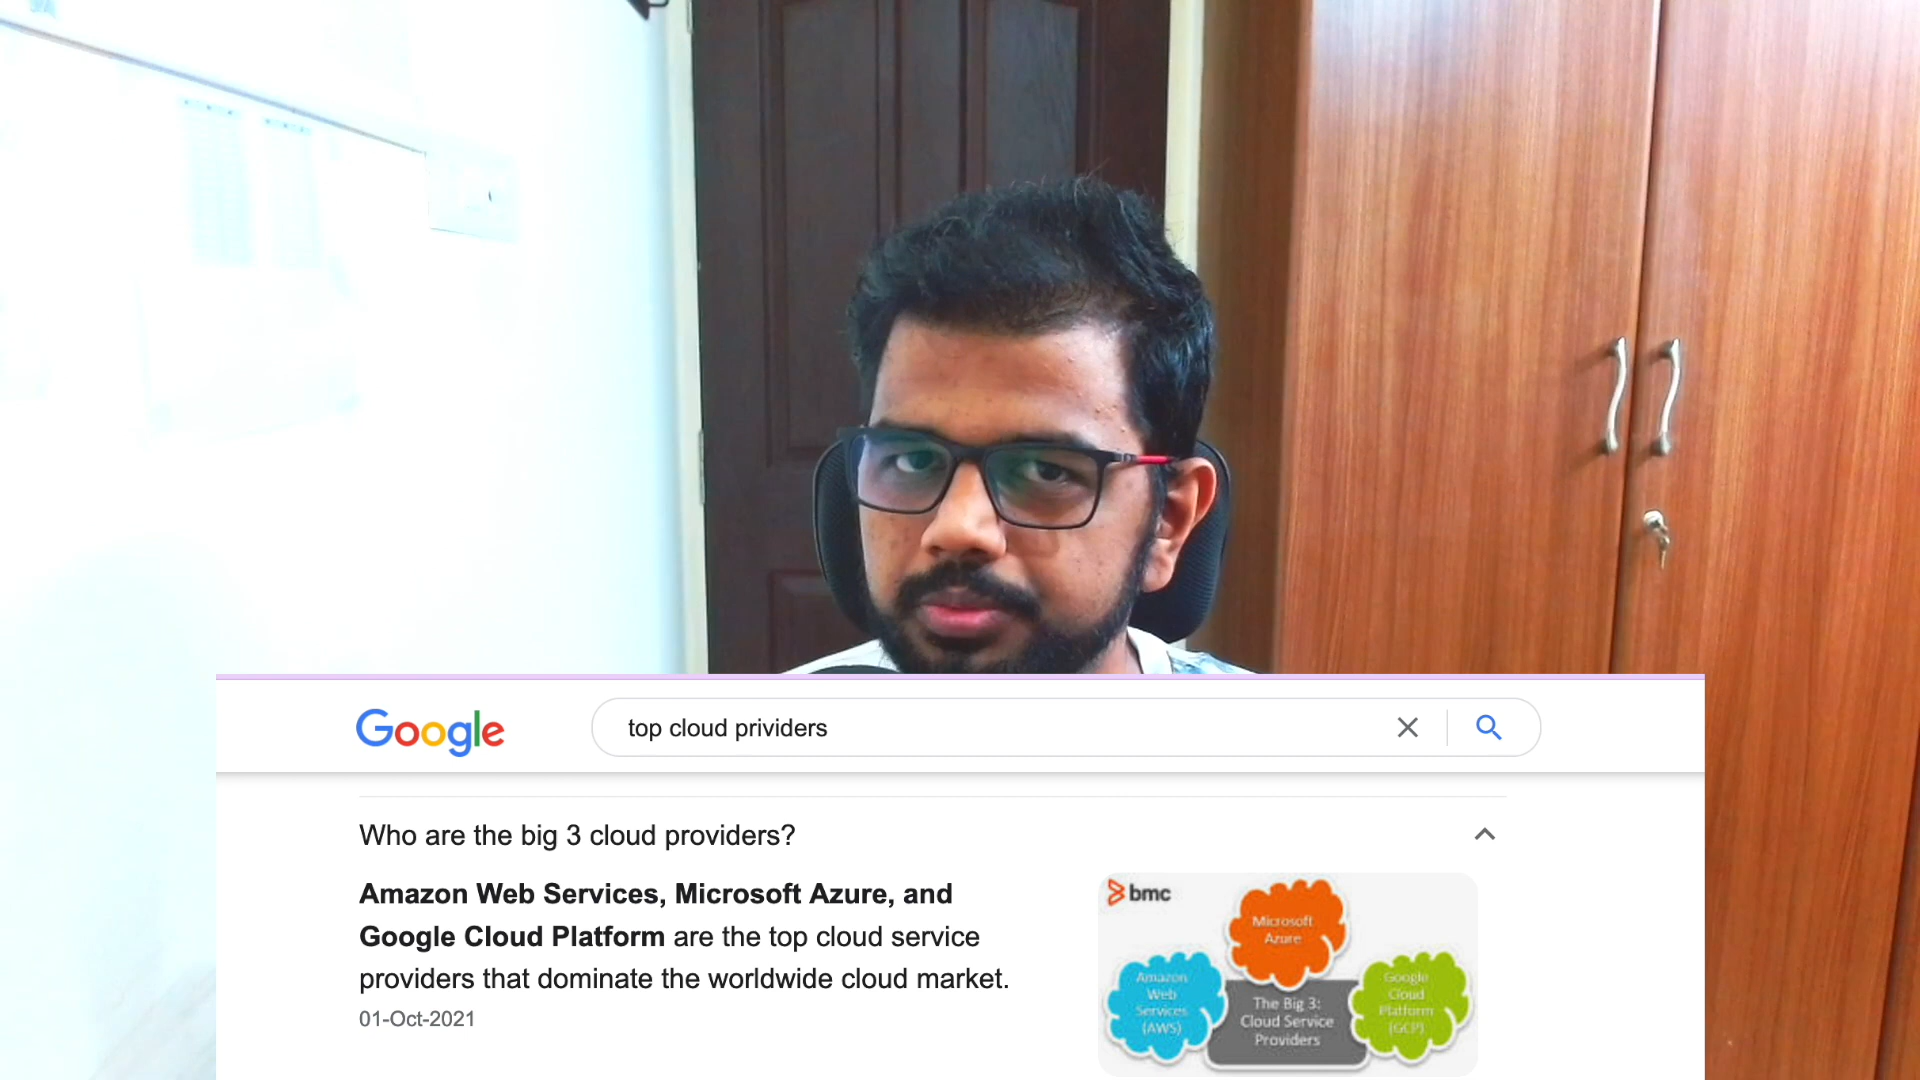 Google
top cloud prividers
Who are the big 3 cloud providers?
Amazon Web Services, Microsoft Azure, and
Google Cloud Platform are the top cloud service
providers that dominate the worldwide cloud market.
01-Oct-2021
bmc
Microsoft
Azure
Amazon
Web
Services
(AWS)
The Big 3:
Cloud Service
Providers
Google
Cloud
Platform
(GCP)